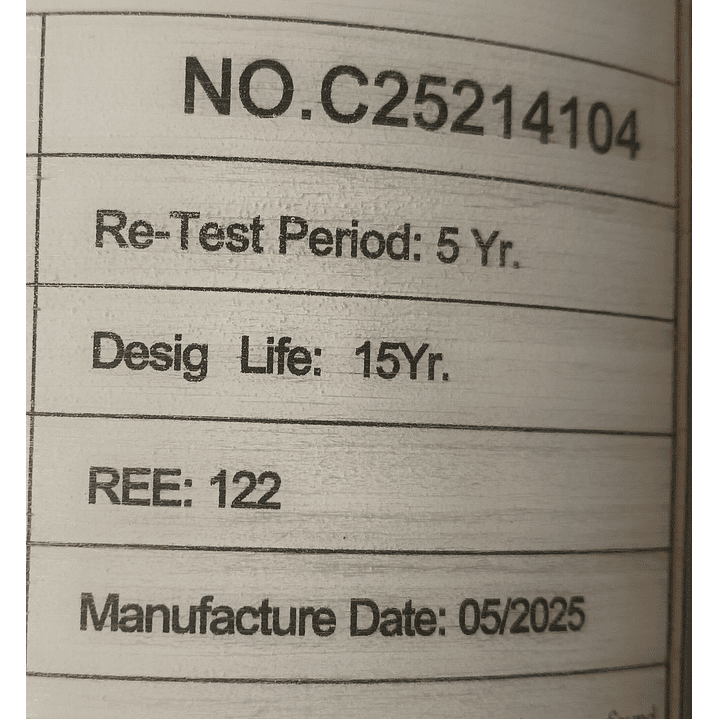 NO.C25214104
Re-Test Period: 5 Yr.
Desig Life: 15Yr.
REE: 122
Manufacture Date: 05/2025